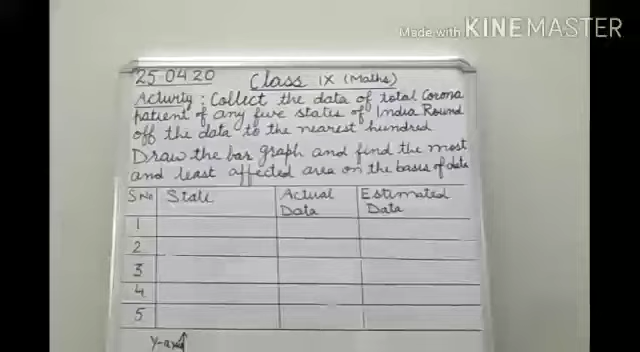 Made with KINEMASTER
25.04.20 Class IX (Maths)
Activity : Collect the data of total Corona
patient of any five states of India Round
off the data to the nearest hundred
Draw the bar graph and find the most
and least affected area on the basis of data
S No State Actual Data Estimated Data
1
2
3
4
5
Y-axis